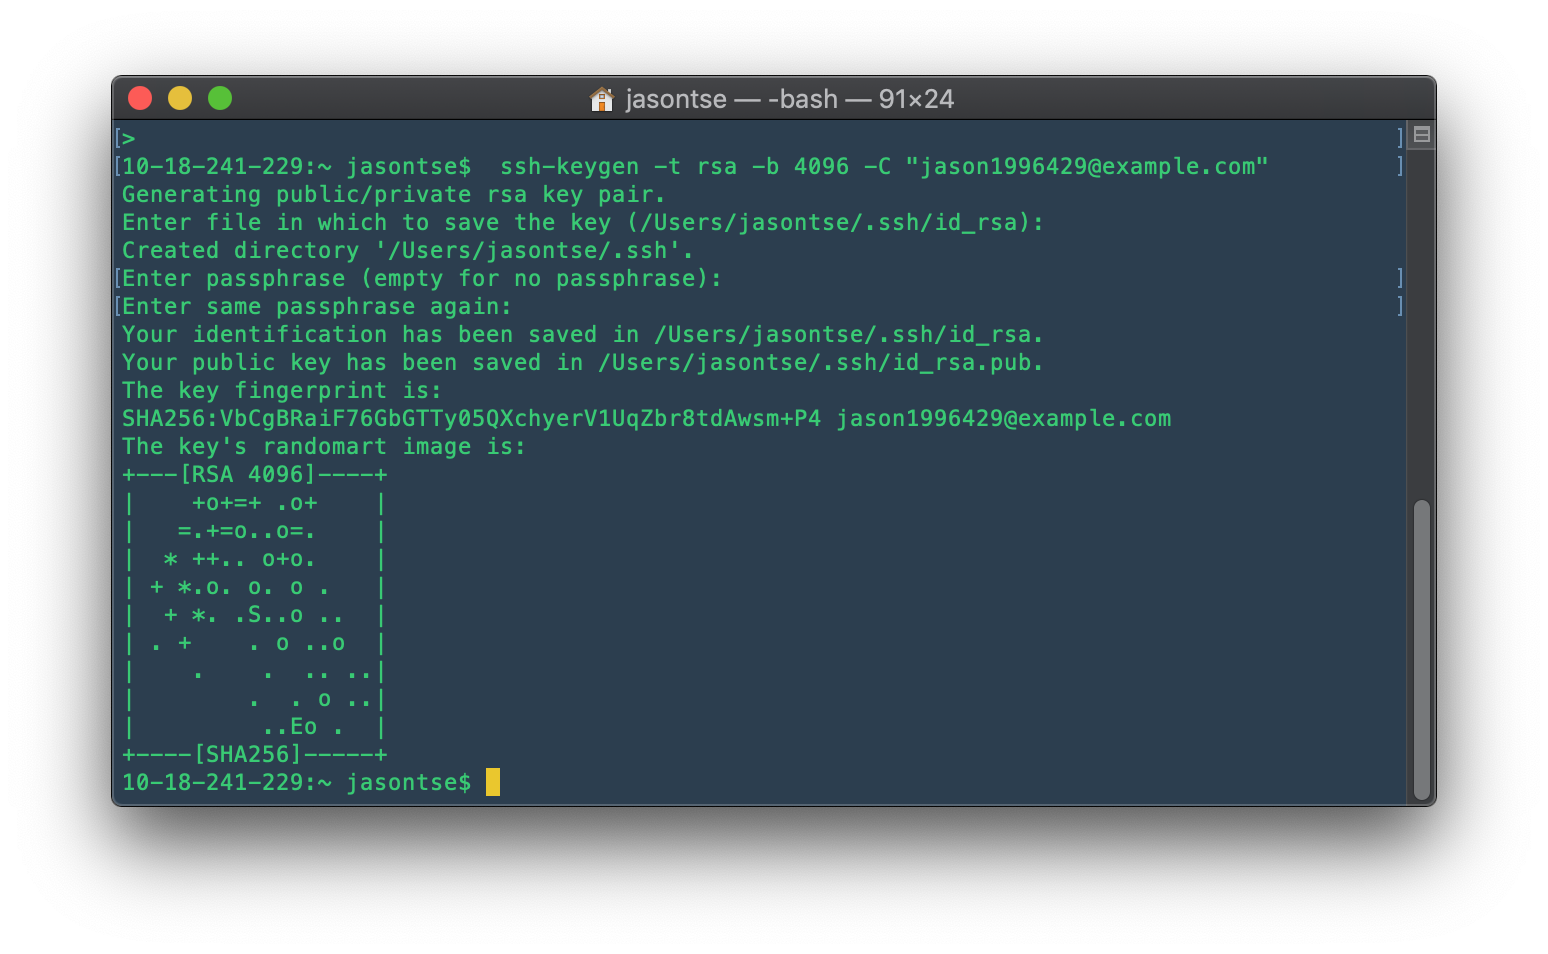 jasontse — -bash — 91×24
[> ]
[10-18-241-229:~ jasontse$  ssh-keygen -t rsa -b 4096 -C "jason1996429@example.com" ]
Generating public/private rsa key pair.
Enter file in which to save the key (/Users/jasontse/.ssh/id_rsa):
Created directory '/Users/jasontse/.ssh'.
[Enter passphrase (empty for no passphrase): ]
[Enter same passphrase again: ]
Your identification has been saved in /Users/jasontse/.ssh/id_rsa.
Your public key has been saved in /Users/jasontse/.ssh/id_rsa.pub.
The key fingerprint is:
SHA256:VbCgBRaiF76GbGTTy05QXchyerV1UqZbr8tdAwsm+P4 jason1996429@example.com
The key's randomart image is:
+---[RSA 4096]----+
|    +o+=+ .o+    |
|   =.+=o..o=.    |
|  * ++.. o+o.    |
| + *.o. o. o .   |
|  + *. .S..o ..  |
| . +    . o ..o  |
|    .    .  .. ..|
|        .  . o ..|
|         ..Eo .  |
+----[SHA256]-----+
10-18-241-229:~ jasontse$